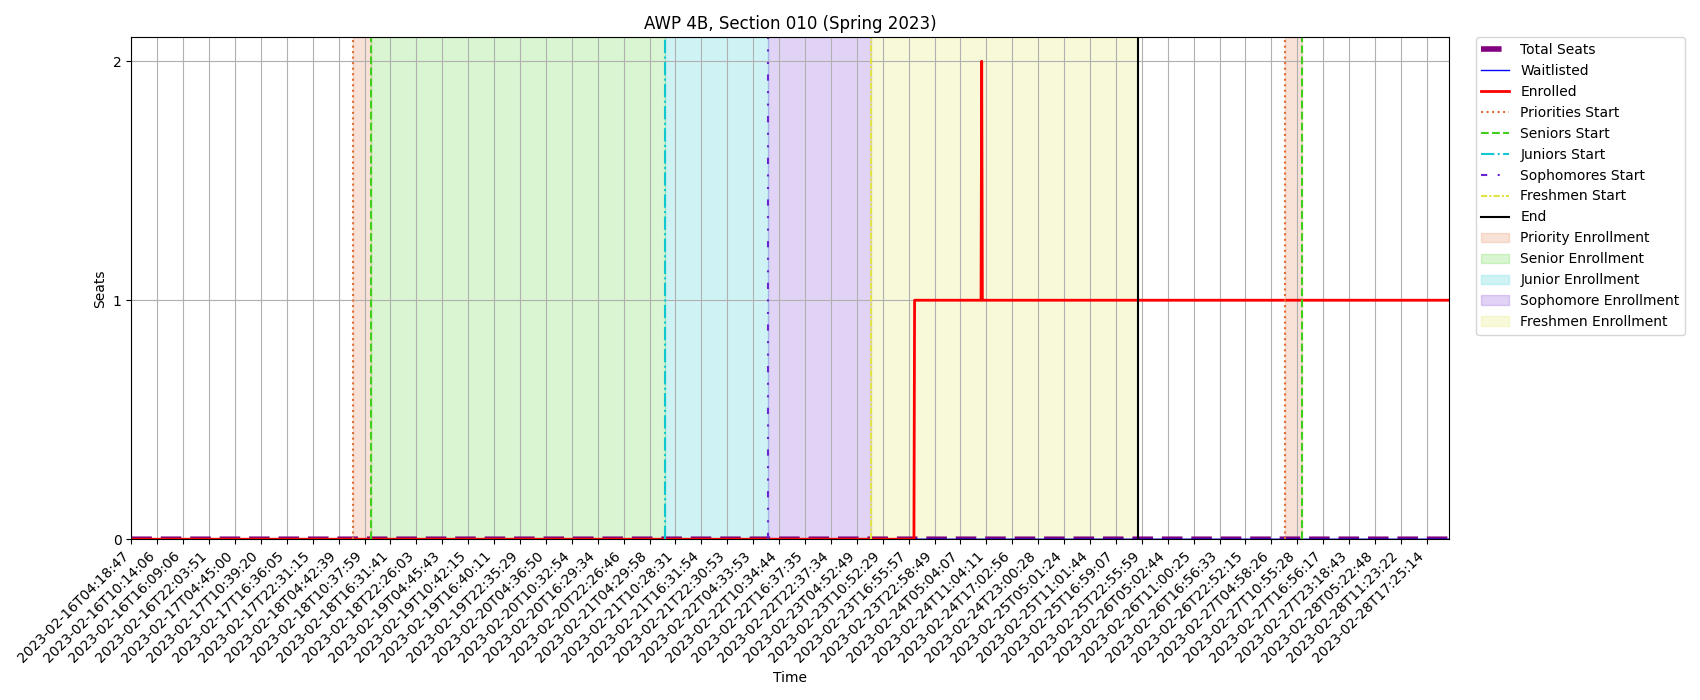 AWP 4B, Section 010 (Spring 2023)
Total Seats
Waitlisted
Enrolled
Priorities Start
Seniors Start
Juniors Start
Sophomores Start
Freshmen Start
End
Priority Enrollment
Senior Enrollment
Junior Enrollment
Sophomore Enrollment
Freshmen Enrollment
Seats
2
1
0
2023-02-16T04:18:47
2023-02-16T10:14:06
2023-02-16T16:09:06
2023-02-16T22:03:51
2023-02-17T04:45:00
2023-02-17T10:39:20
2023-02-17T17:36:05
2023-02-17T22:31:15
2023-02-18T04:42:39
2023-02-18T10:37:59
2023-02-18T16:31:41
2023-02-18T22:26:03
2023-02-19T04:45:43
2023-02-19T10:42:15
2023-02-19T16:40:11
2023-02-19T22:35:29
2023-02-20T04:36:50
2023-02-20T10:32:54
2023-02-20T16:29:34
2023-02-20T22:26:46
2023-02-21T04:29:58
2023-02-21T10:28:31
2023-02-21T16:31:54
2023-02-21T22:30:53
2023-02-22T04:33:53
2023-02-22T10:34:44
2023-02-22T16:37:35
2023-02-22T22:37:34
2023-02-23T04:52:49
2023-02-23T10:52:29
2023-02-23T16:55:57
2023-02-23T22:58:49
2023-02-24T05:04:07
2023-02-24T11:04:11
2023-02-24T17:02:56
2023-02-24T23:00:28
2023-02-25T05:01:24
2023-02-25T11:01:44
2023-02-25T16:59:07
2023-02-25T22:55:59
2023-02-26T05:02:44
2023-02-26T11:00:25
2023-02-26T16:56:33
2023-02-26T22:52:15
2023-02-27T04:58:26
2023-02-27T10:55:28
2023-02-27T16:56:17
2023-02-27T23:18:43
2023-02-28T05:22:48
2023-02-28T11:23:22
2023-02-28T17:25:14
Time